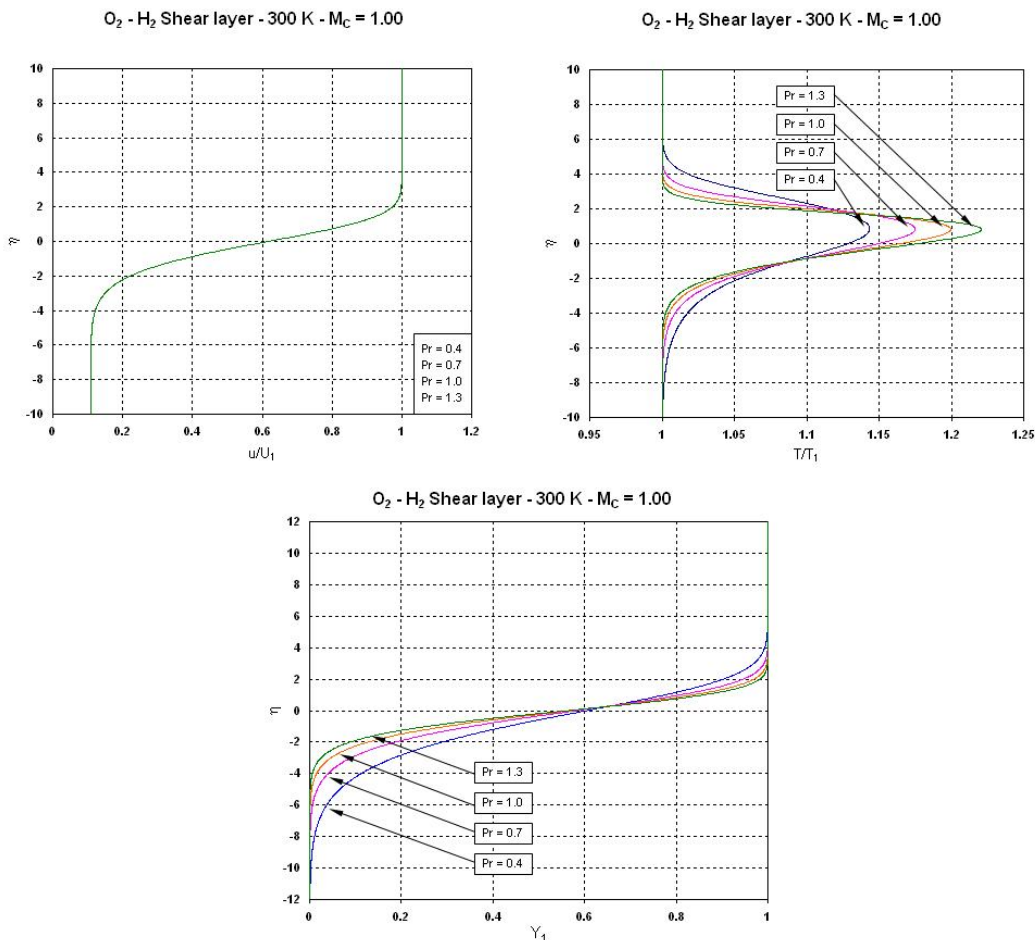 O₂ - H₂ Shear layer - 300 K - M_C = 1.00
10
8
6
4
2
0
-2
-4
-6
-8
-10
η
Pr = 0.4
Pr = 0.7
Pr = 1.0
Pr = 1.3
0
0.2
0.4
0.6
0.8
1
1.2
u/U₁
O₂ - H₂ Shear layer - 300 K - M_C = 1.00
10
8
6
4
2
0
-2
-4
-6
-8
-10
η
Pr = 1.3
Pr = 1.0
Pr = 0.7
Pr = 0.4
0.95
1
1.05
1.1
1.15
1.2
1.25
T/T₁
O₂ - H₂ Shear layer - 300 K - M_C = 1.00
12
10
8
6
4
2
0
-2
-4
-6
-8
-10
-12
η
Pr = 1.3
Pr = 1.0
Pr = 0.7
Pr = 0.4
0
0.2
0.4
0.6
0.8
1
Y₁